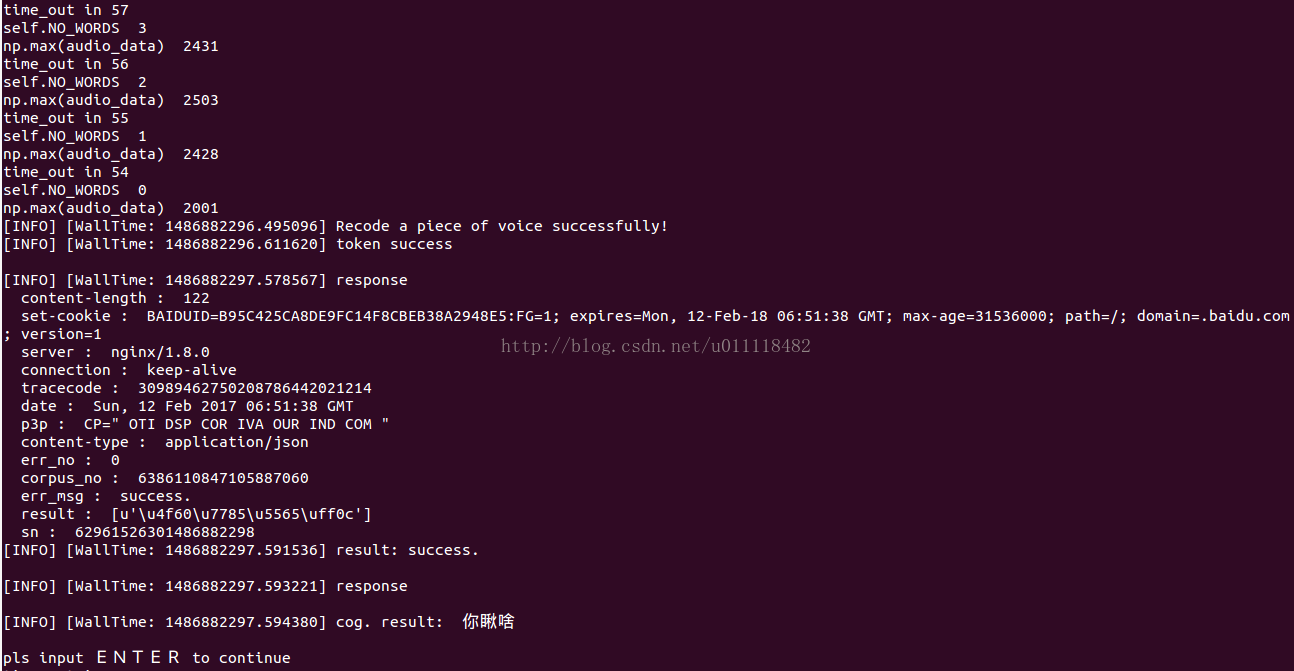 time_out in 57
self.NO_WORDS  3
np.max(audio_data)  2431
time_out in 56
self.NO_WORDS  2
np.max(audio_data)  2503
time_out in 55
self.NO_WORDS  1
np.max(audio_data)  2428
time_out in 54
self.NO_WORDS  0
np.max(audio_data)  2001
[INFO] [WallTime: 1486882296.495096] Recode a piece of voice successfully!
[INFO] [WallTime: 1486882296.611620] token success
[INFO] [WallTime: 1486882297.578567] response
content-length :  122
set-cookie :  BAIDUID=B95C425CA8DE9FC14F8CBEB38A2948E5:FG=1; expires=Mon, 12-Feb-18 06:51:38 GMT; max-age=31536000; path=/; domain=.baidu.com
; version=1
server :  nginx/1.8.0
http://blog.csdn.net/u011118482
connection :  keep-alive
tracecode :  30989462750208786442021214
date :  Sun, 12 Feb 2017 06:51:38 GMT
p3p :  CP=" OTI DSP COR IVA OUR IND COM "
content-type :  application/json
err_no :  0
corpus_no :  6386110847105887060
err_msg :  success.
result :  [u'\u4f60\u7785\u5565\uff0c']
sn :  62961526301486882298
[INFO] [WallTime: 1486882297.591536] result: success.
[INFO] [WallTime: 1486882297.593221] response
[INFO] [WallTime: 1486882297.594380] cog. result:  你瞅啥
pls input ＥＮＴＥＲ to continue